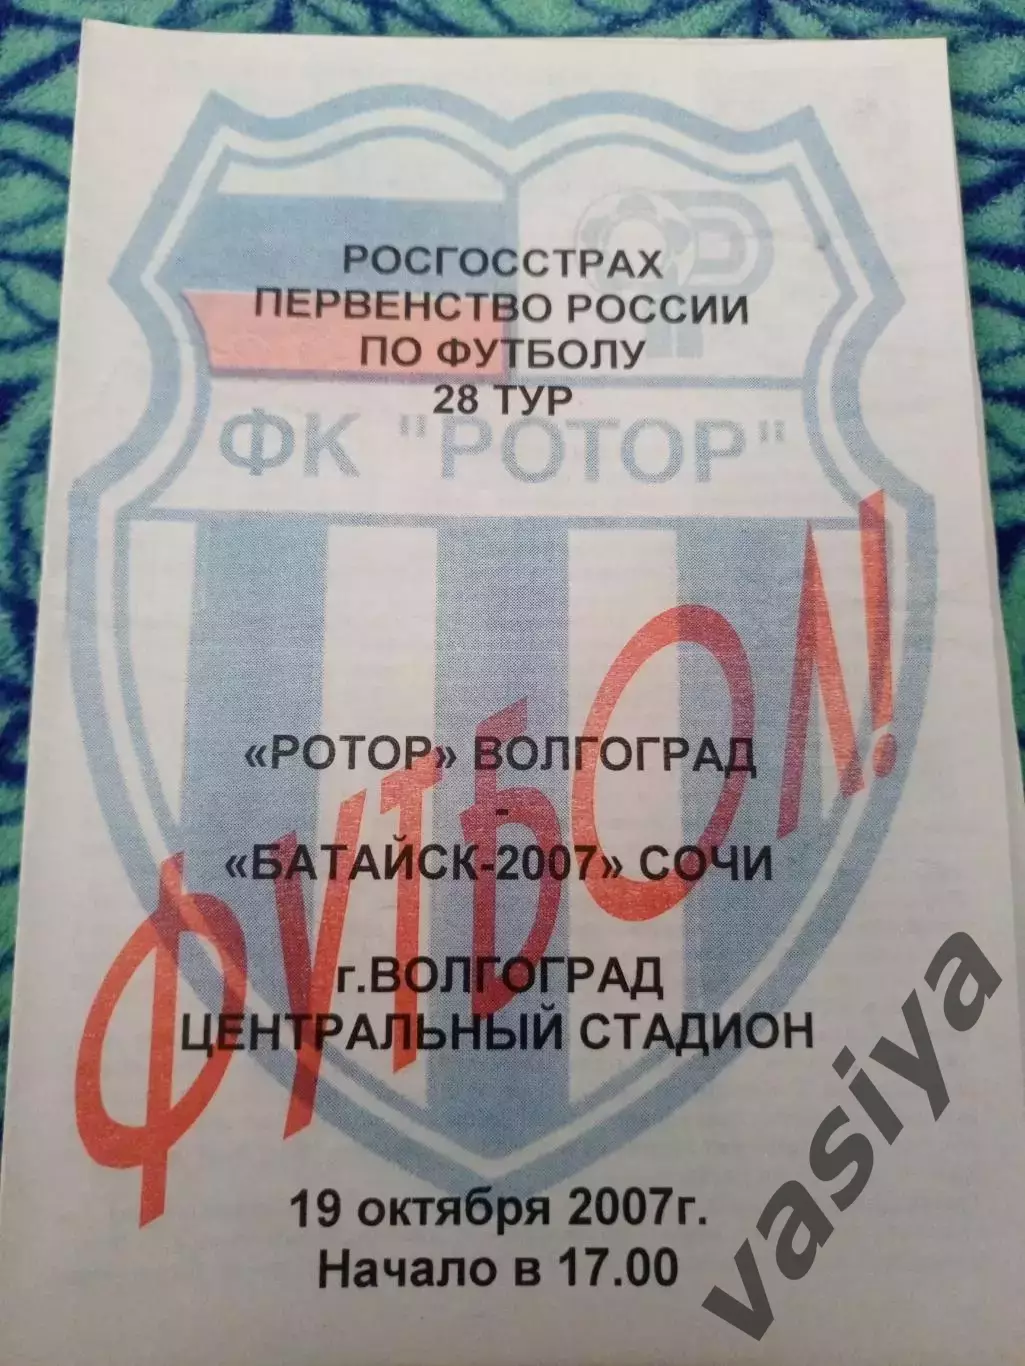 РОСГОССТРАХ
ПЕРВЕНСТВО РОССИИ
ПО ФУТБОЛУ
28 ТУР
ФК "РОТОР"
ФУТБОЛ!
«РОТОР» ВОЛГОГРАД
-
«БАТАЙСК-2007» СОЧИ
г.ВОЛГОГРАД
ЦЕНТРАЛЬНЫЙ СТАДИОН
19 октября 2007г.
Начало в 17.00
vasiya